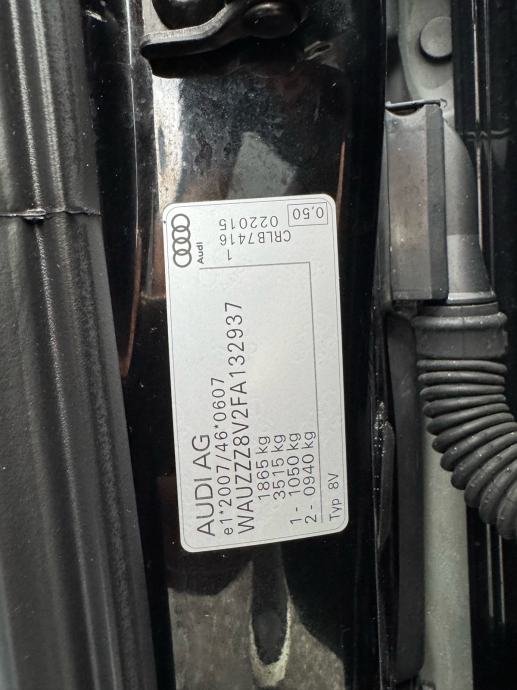 AUDI AG
e1*2007/46*0607
WAUZZZ8V2FA132937
1865 kg
3515 kg
1 - 1050 kg
2 - 0940 kg
Typ 8V
Audi
1
CRLB7416
022015
0,50